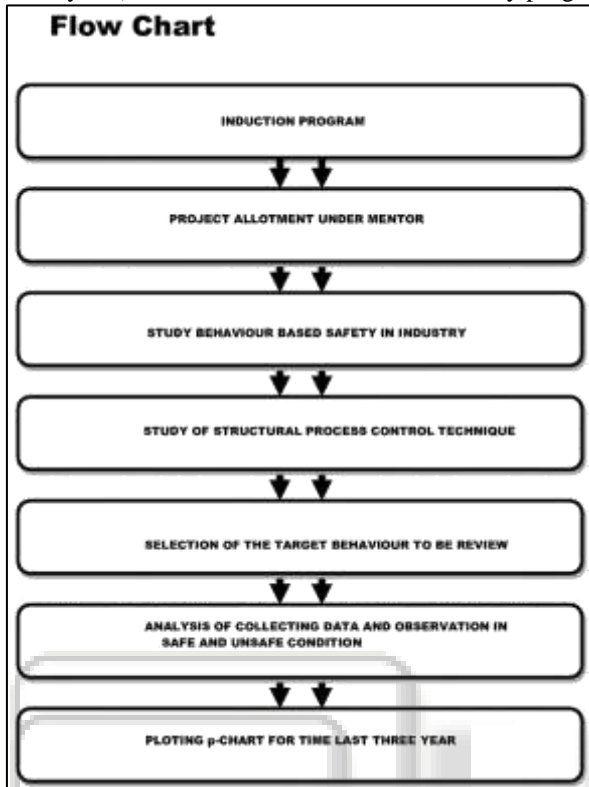 Flow Chart
INDUCTION PROGRAM
PROJECT ALLOTMENT UNDER MENTOR
STUDY BEHAVIOUR BASED SAFETY IN INDUSTRY
STUDY OF STRUCTURAL PROCESS CONTROL TECHNIQUE
SELECTION OF THE TARGET BEHAVIOUR TO BE REVIEW
ANALYSIS OF COLLECTING DATA AND OBSERVATION IN
SAFE AND UNSAFE CONDITION
PLOTING p-CHART FOR TIME LAST THREE YEAR